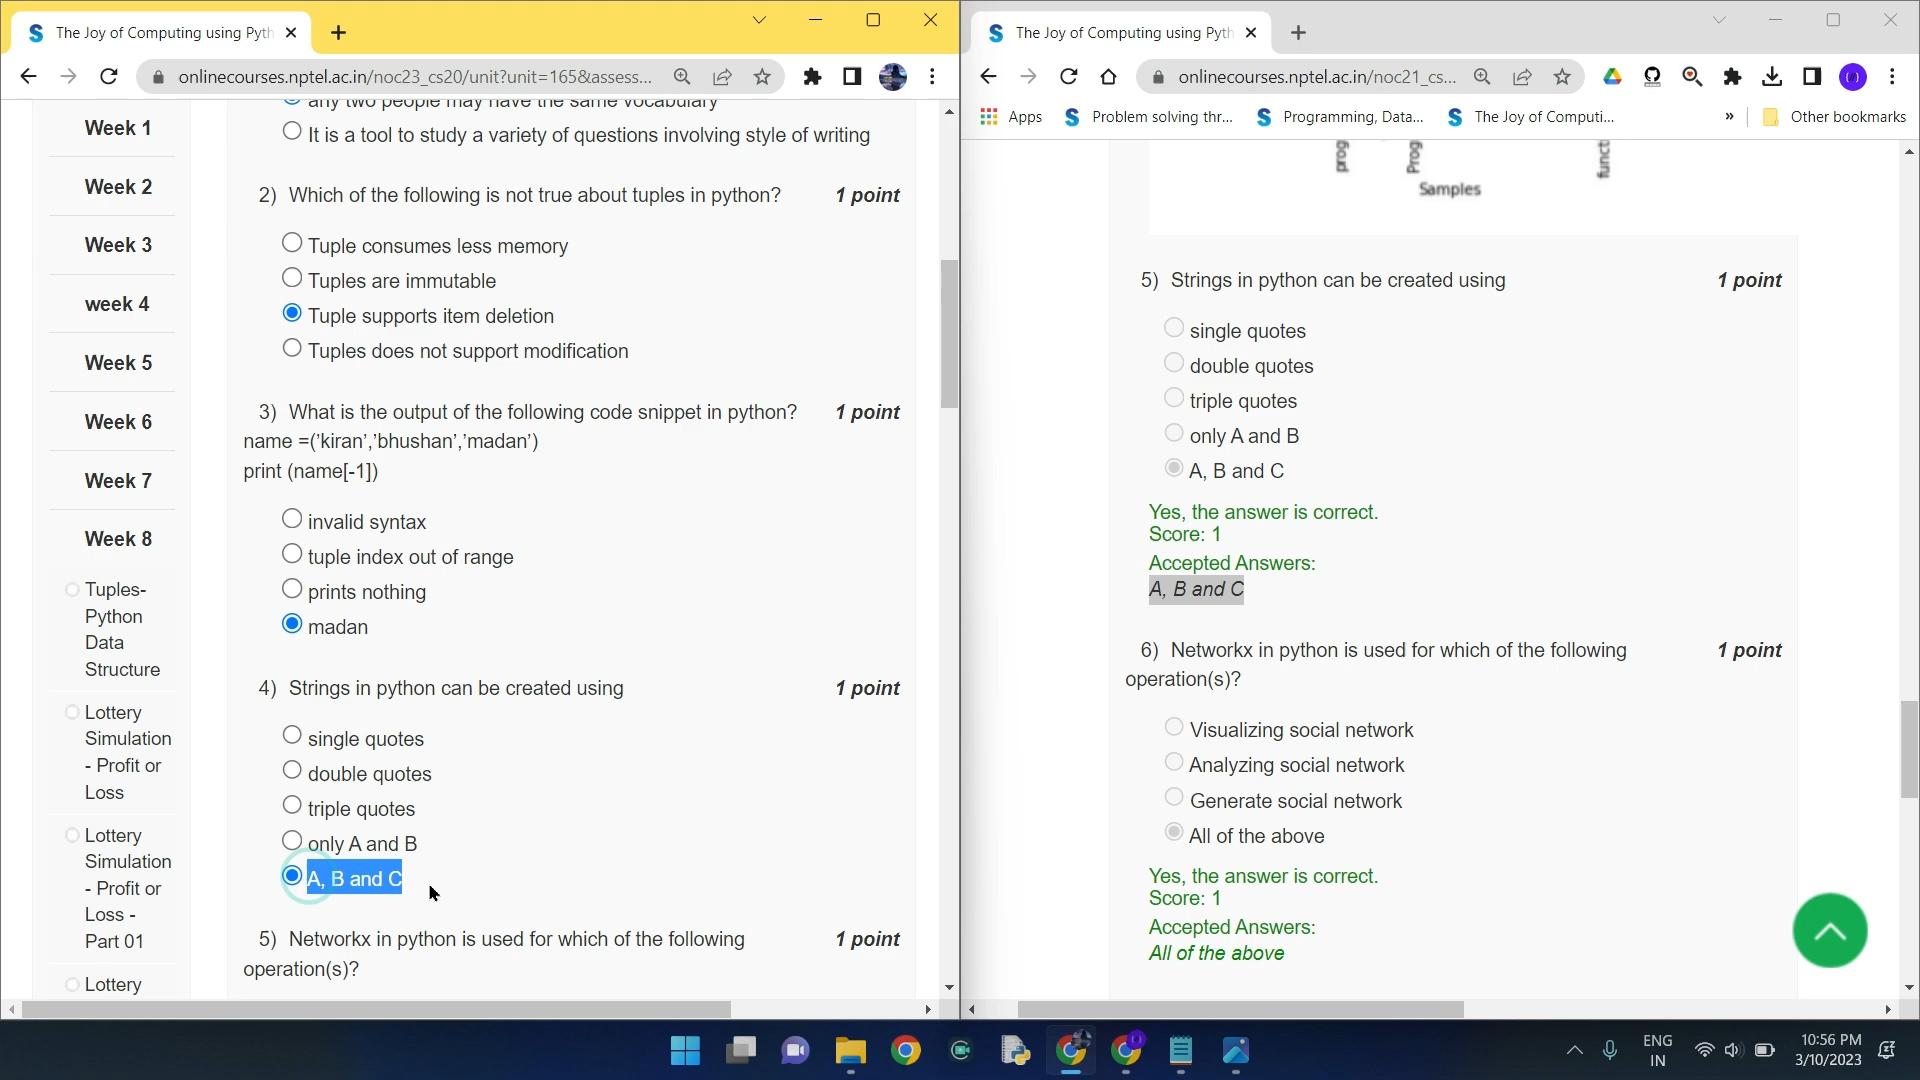 The Joy of Computing using Pyth
onlinecourses.nptel.ac.in/noc23_cs20/unit?unit=165&assess...
Week 1
Week 2
Week 3
week 4
Week 5
Week 6
Week 7
Week 8
Tuples-
Python
Data
Structure
Lottery
Simulation
- Profit or
Loss
Lottery
Simulation
- Profit or
Loss -
Part 01
Lottery
any two people may have the same vocabulary
It is a tool to study a variety of questions involving style of writing
2) Which of the following is not true about tuples in python? 1 point
Tuple consumes less memory
Tuples are immutable
Tuple supports item deletion
Tuples does not support modification
3) What is the output of the following code snippet in python? 1 point
name =(’kiran’,’bhushan’,’madan’)
print (name[-1])
invalid syntax
tuple index out of range
prints nothing
madan
4) Strings in python can be created using 1 point
single quotes
double quotes
triple quotes
only A and B
A, B and C
5) Networkx in python is used for which of the following 1 point
operation(s)?
The Joy of Computing using Pyth
onlinecourses.nptel.ac.in/noc21_cs...
Apps Problem solving thr... Programming, Data... The Joy of Computi... » Other bookmarks
prog
Prog
funct
Samples
5) Strings in python can be created using 1 point
single quotes
double quotes
triple quotes
only A and B
A, B and C
Yes, the answer is correct.
Score: 1
Accepted Answers:
A, B and C
6) Networkx in python is used for which of the following 1 point
operation(s)?
Visualizing social network
Analyzing social network
Generate social network
All of the above
Yes, the answer is correct.
Score: 1
Accepted Answers:
All of the above
ENG
IN
10:56 PM
3/10/2023